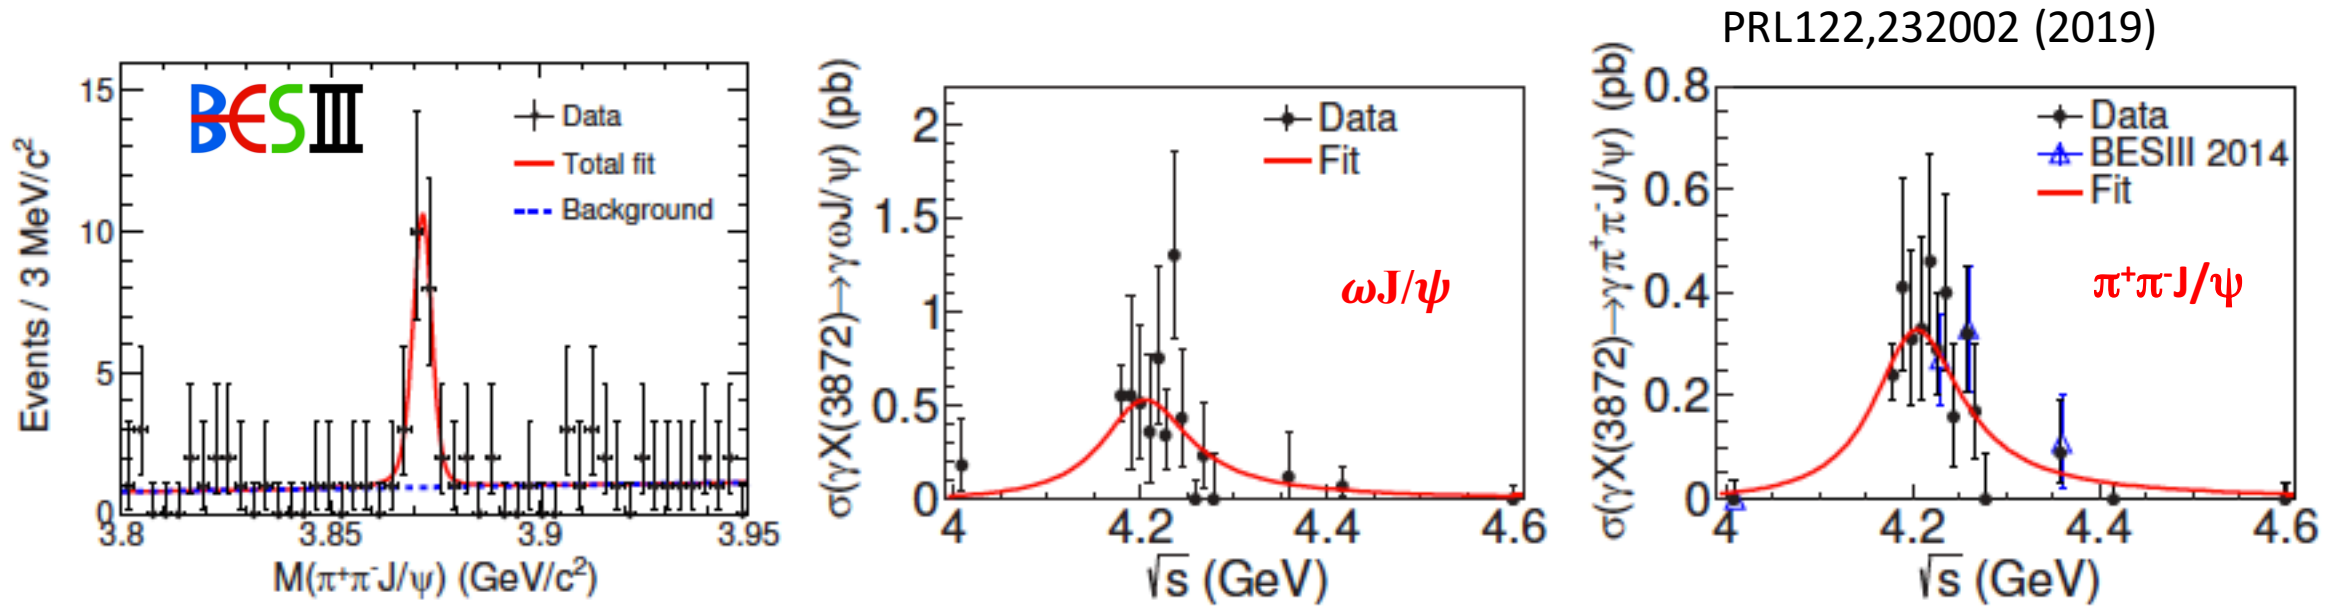 PRL122,232002 (2019)
BESIII
Events / 3 MeV/c²
15
10
5
0
Data
Total fit
Background
3.8
3.85
3.9
3.95
M(π⁺π⁻J/ψ) (GeV/c²)
σ(γX(3872)→γωJ/ψ) (pb)
2
1.5
1
0.5
0
Data
Fit
ωJ/ψ
4
4.2
4.4
4.6
√s (GeV)
σ(γX(3872)→γπ⁺π⁻J/ψ) (pb)
0.8
0.6
0.4
0.2
0
Data
BESIII 2014
Fit
π⁺π⁻J/ψ
4
4.2
4.4
4.6
√s (GeV)